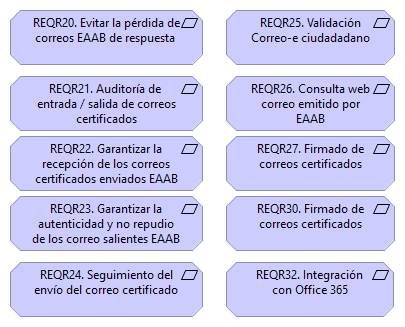 REQR20. Evitar la pérdida de
correos EAAB de respuesta
REQR21. Auditoría de
entrada / salida de correos
certificados
REQR22. Garantizar la
recepción de los correos
certificados enviados EAAB
REQR23. Garantizar la
autenticidad y no repudio
de los correo salientes EAAB
REQR24. Seguimiento del
envío del correo certificado
REQR25. Validación
Correo-e ciudadadano
REQR26. Consulta web
correo emitido por
EAAB
REQR27. Firmado de
correos certificados
REQR30. Firmado de
correos certificados
REQR32. Integración
con Office 365